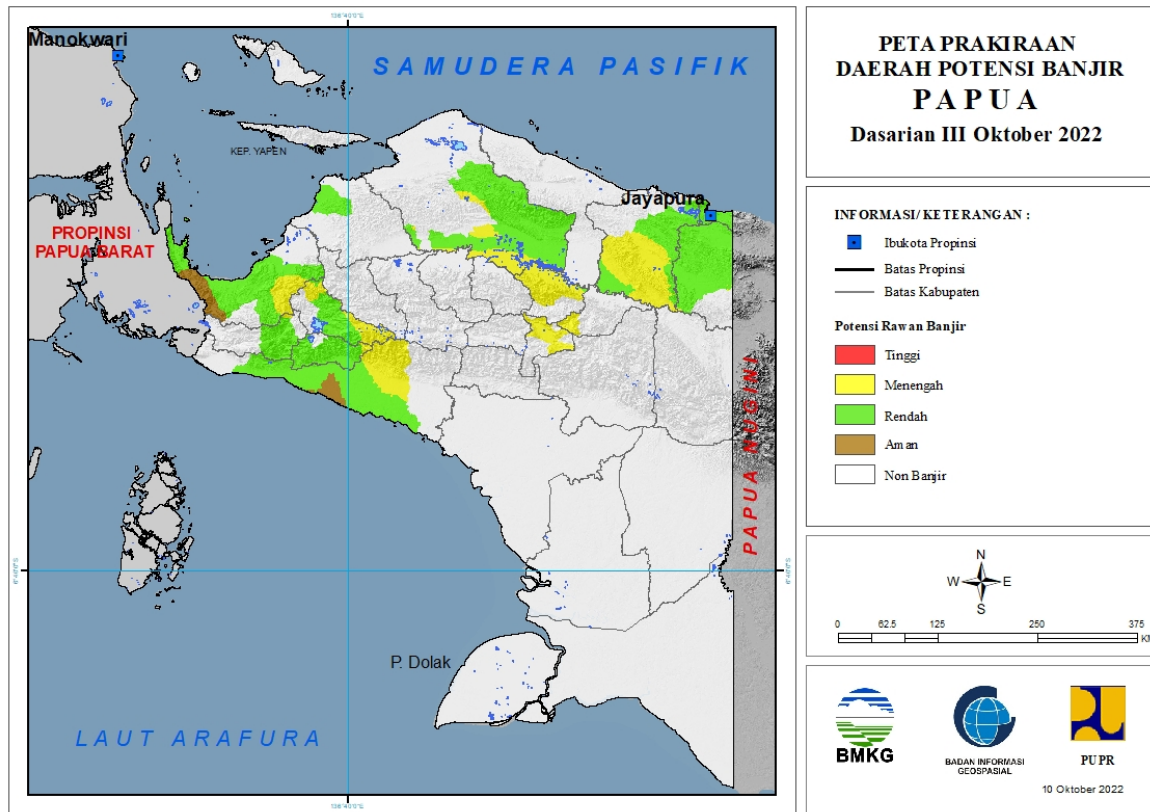 Manokwari
SAMUDERA PASIFIK
KEP. YAPEN
Jayapura
PROPINSI
PAPUA BARAT
PAPUA NUGINI
P. Dolak
LAUT ARAFURA
PETA PRAKIRAAN
DAERAH POTENSI BANJIR
PAPUA
Dasarian III Oktober 2022
INFORMASI/ KETERANGAN :
Ibukota Propinsi
Batas Propinsi
Batas Kabupaten
Potensi Rawan Banjir
Tinggi
Menengah
Rendah
Aman
Non Banjir
N
W E
S
0 62.5 125 250 375
KM
BMKG
BADAN INFORMASI
GEOSPASIAL
PUPR
10 Oktober 2022